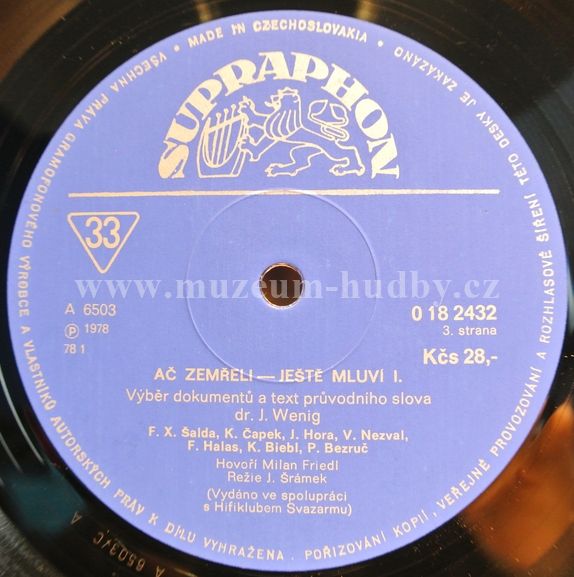 MADE IN CZECHOSLOVAKIA
VŠECHNA PRÁVA GRAMOFONOVÉHO VÝROBCE A VLASTNÍKŮ AUTORSKÝCH PRÁV K DÍLU VYHRAŽENA . POŘIZOVÁNÍ KOPIÍ, VEŘEJNÉ PROVOZOVÁNÍ A ROZHLASOVÉ ŠÍŘENÍ TÉTO DESKY JE ZAKÁZÁNO
SUPRAPHON
33
www.muzeum-hudby.cz
A 6503
Ⓟ 1978
78 1
0 18 2432
3. strana
Kčs 28,-
AČ ZEMŘELI — JEŠTĚ MLUVÍ I.
Výběr dokumentů a text průvodního slova
dr. J. Wenig
F. X. Šalda, K. Čapek, J. Hora, V. Nezval,
F. Halas, K. Biebl, P. Bezruč
Hovoří Milan Friedl
Režie J. Šrámek
(Vydáno ve spolupráci
s Hifiklubem Svazarmu)